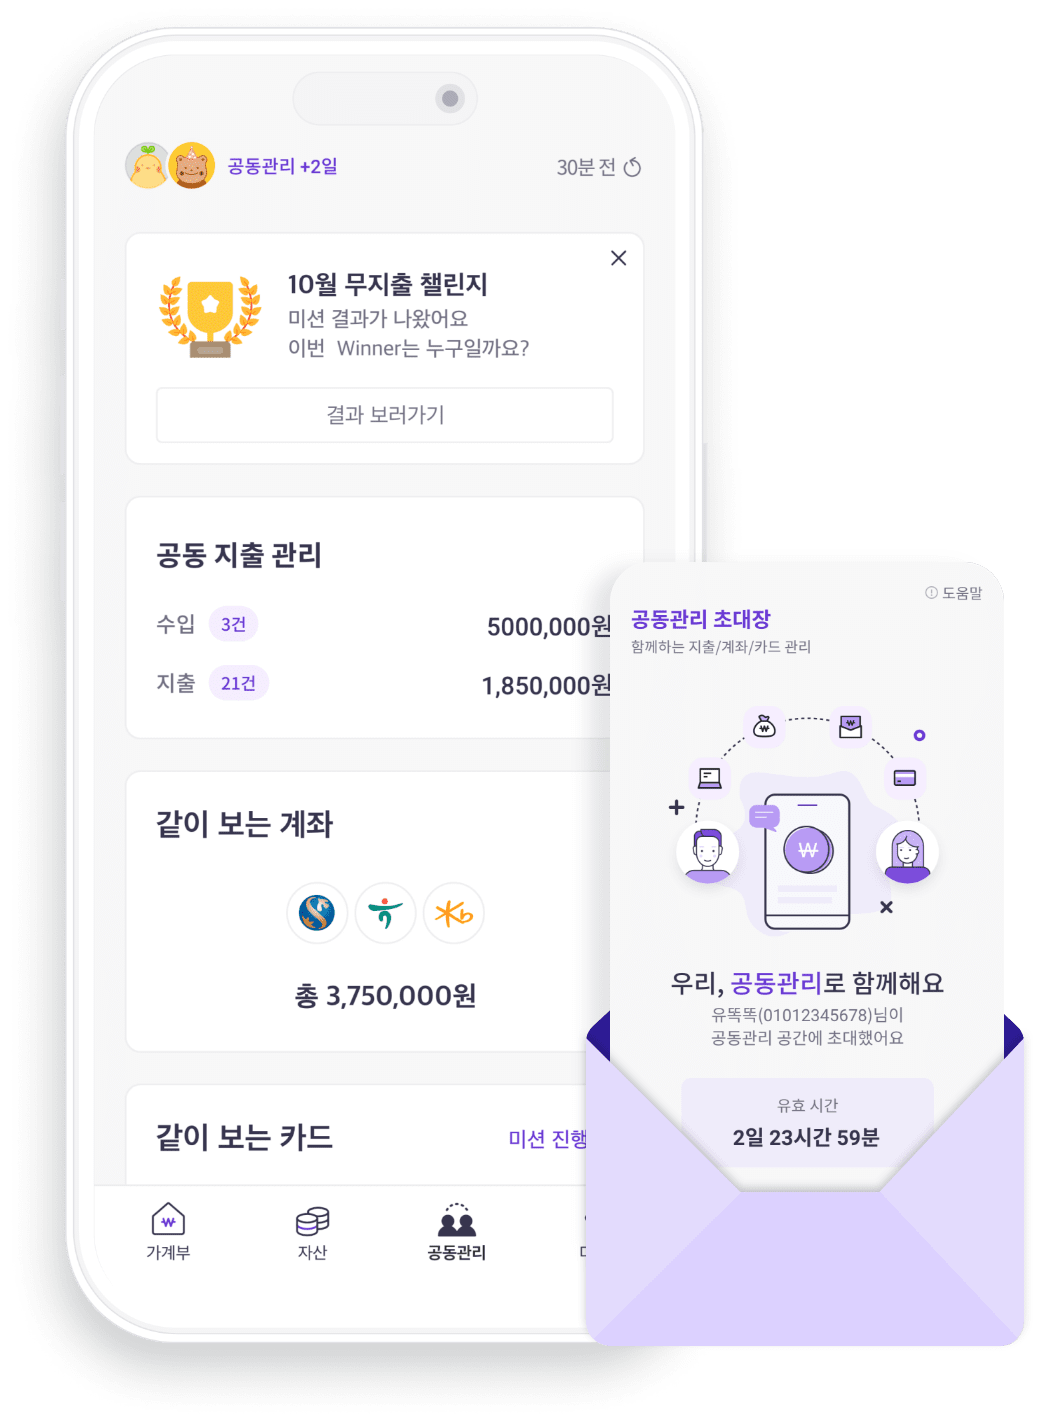 공동관리 +2일
30분 전
10월 무지출 챌린지
미션 결과가 나왔어요
이번 Winner는 누구일까요?
결과 보러가기
공동 지출 관리
수입 3건 5000,000원
지출 21건 1,850,000원
같이 보는 계좌
총 3,750,000원
같이 보는 카드
미션 진행
가계부
자산
공동관리
도움말
공동관리 초대장
함께하는 지출/계좌/카드 관리
우리, 공동관리로 함께해요
유똑똑(01012345678)님이
공동관리 공간에 초대했어요
유효 시간
2일 23시간 59분